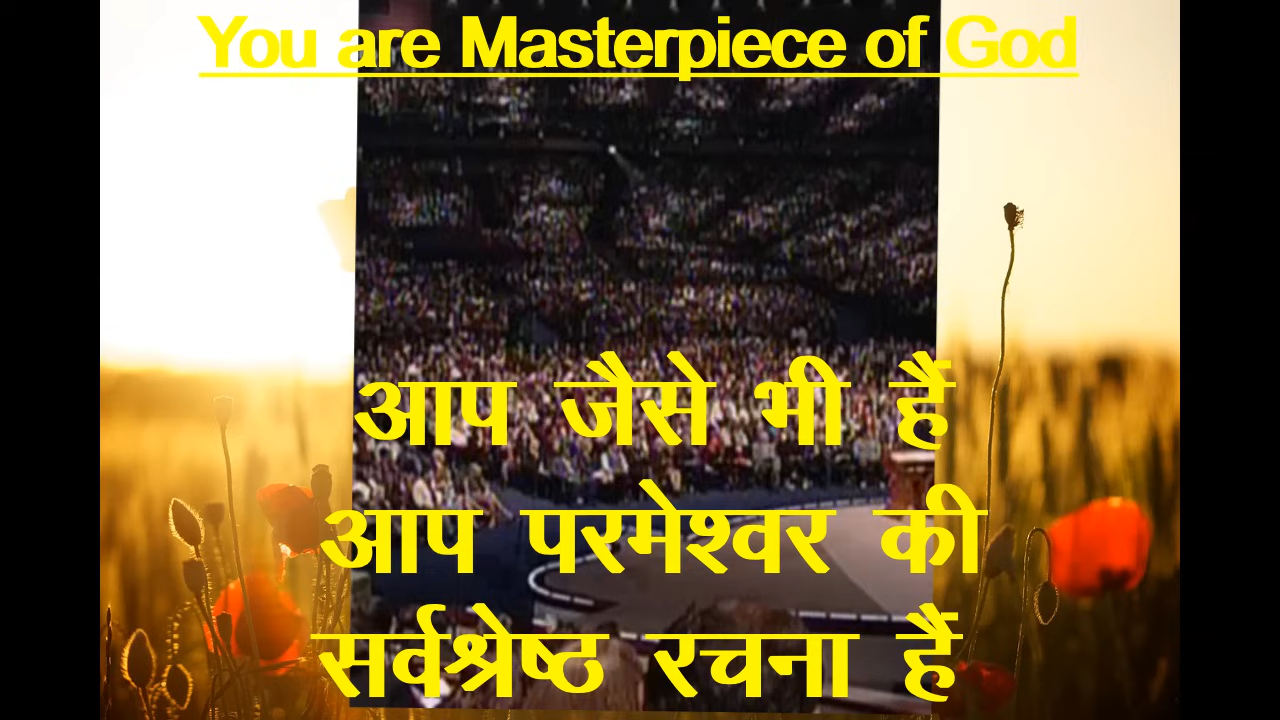 You are Masterpiece of God
आप जैसे भी हैं
आप परमेश्वर की
सर्वश्रेष्ठ रचना हैं